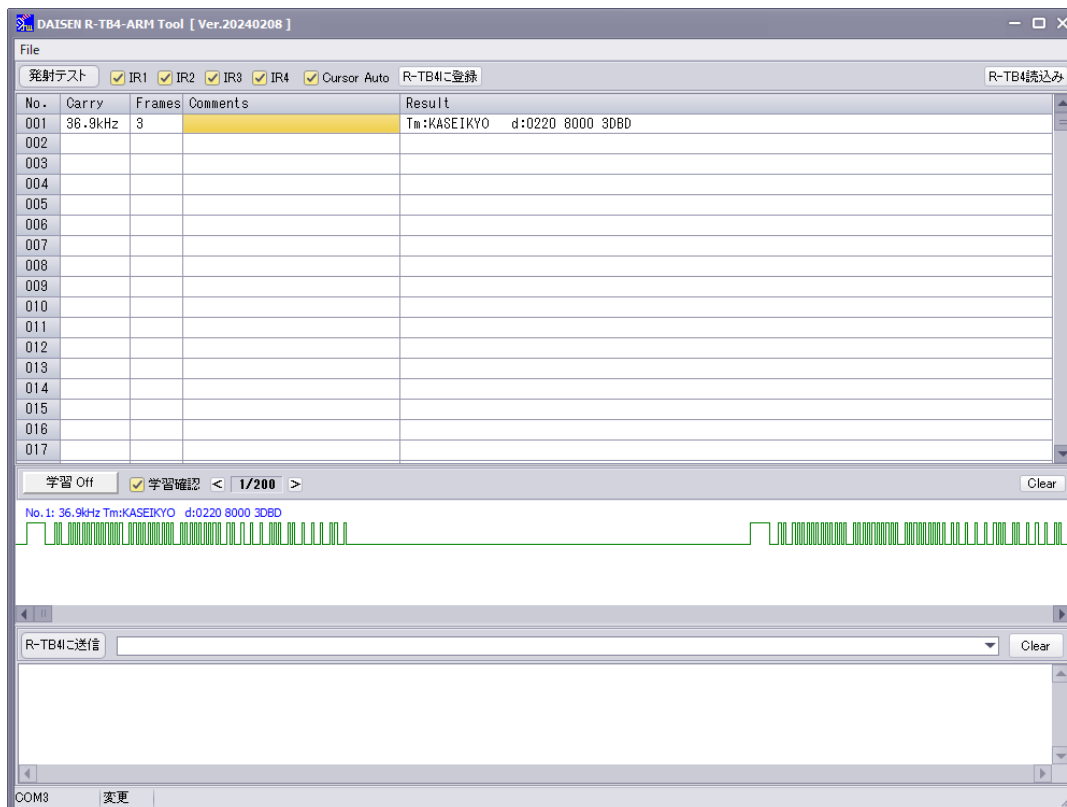 DAISEN R-TB4-ARM Tool [ Ver.20240208 ]
File
発射テスト IR1 IR2 IR3 IR4 Cursor Auto R-TB4に登録 R-TB4読込み
No. Carry Frames Comments Result
001 36.9kHz 3 Tm:KASEIKYO d:0220 8000 3DBD
002
003
004
005
006
007
008
009
010
011
012
013
014
015
016
017
学習 Off 学習確認 < 1/200 > Clear
No.1: 36.9kHz Tm:KASEIKYO d:0220 8000 3DBD
R-TB4に送信 Clear
COM3 変更